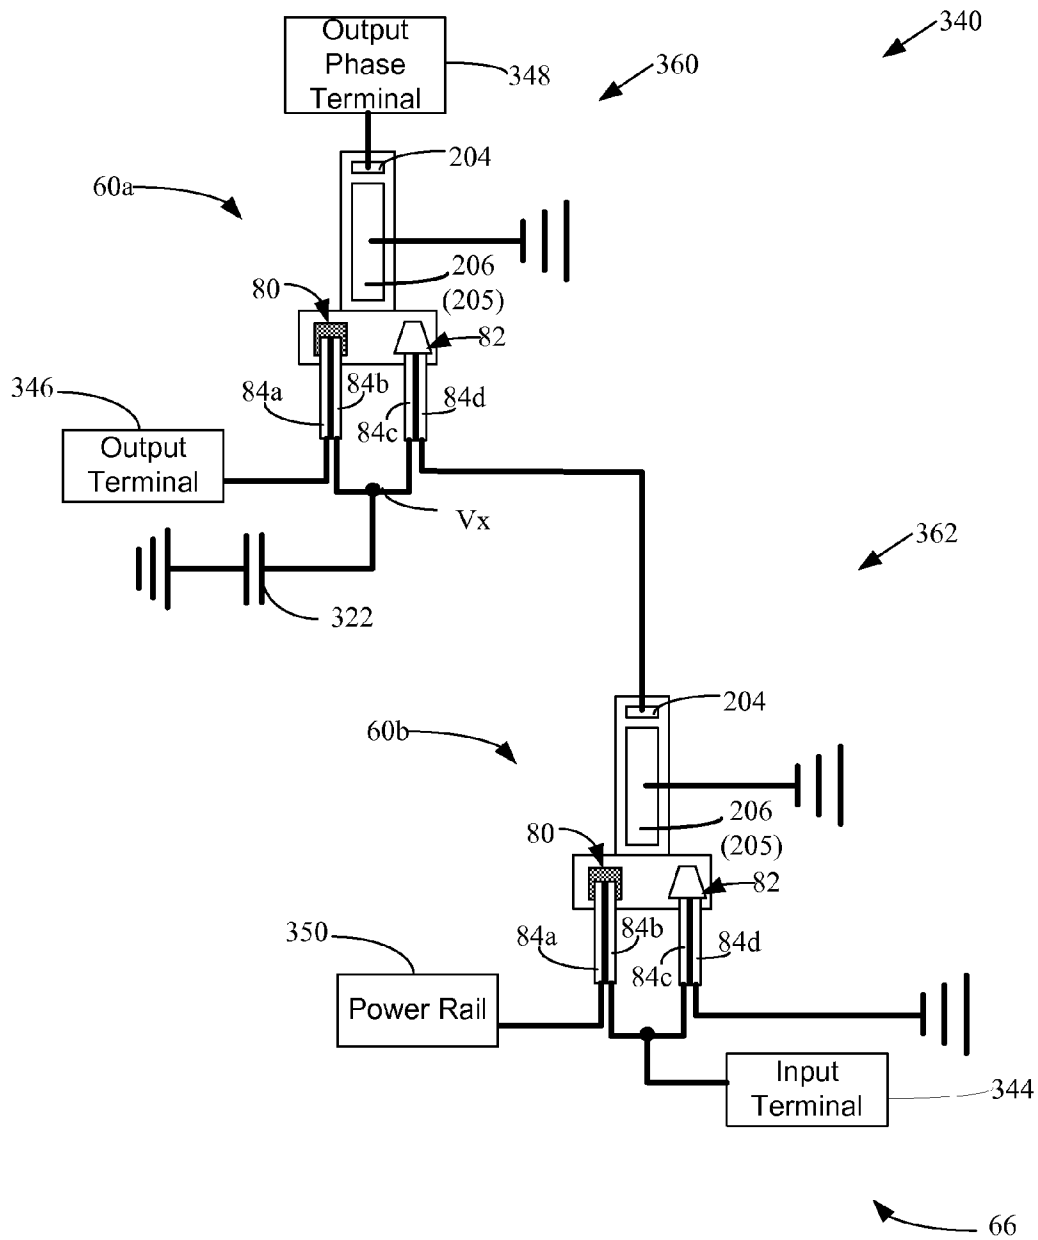 Output
Phase
Terminal
348
360
340
204
60a
206
(205)
80
82
346
84a
84b
84c
84d
Output
Terminal
Vx
322
362
204
60b
206
(205)
80
82
350
84a
84b
84c
84d
Power Rail
Input
Terminal
344
66